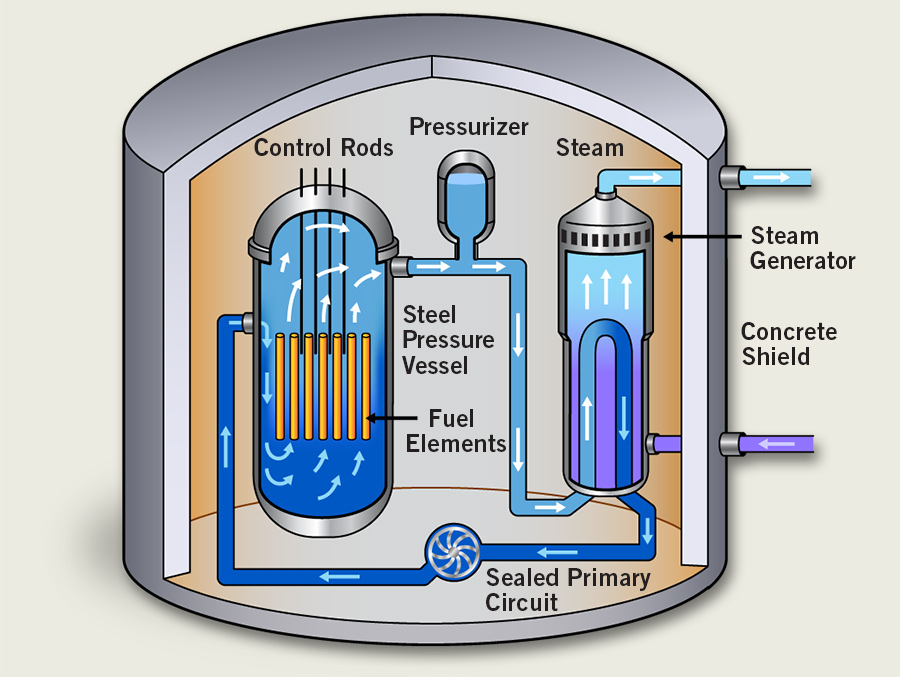 Pressurizer
Control Rods
Steam
Steam
Generator
Steel
Pressure
Vessel
Concrete
Shield
Fuel
Elements
Sealed Primary
Circuit